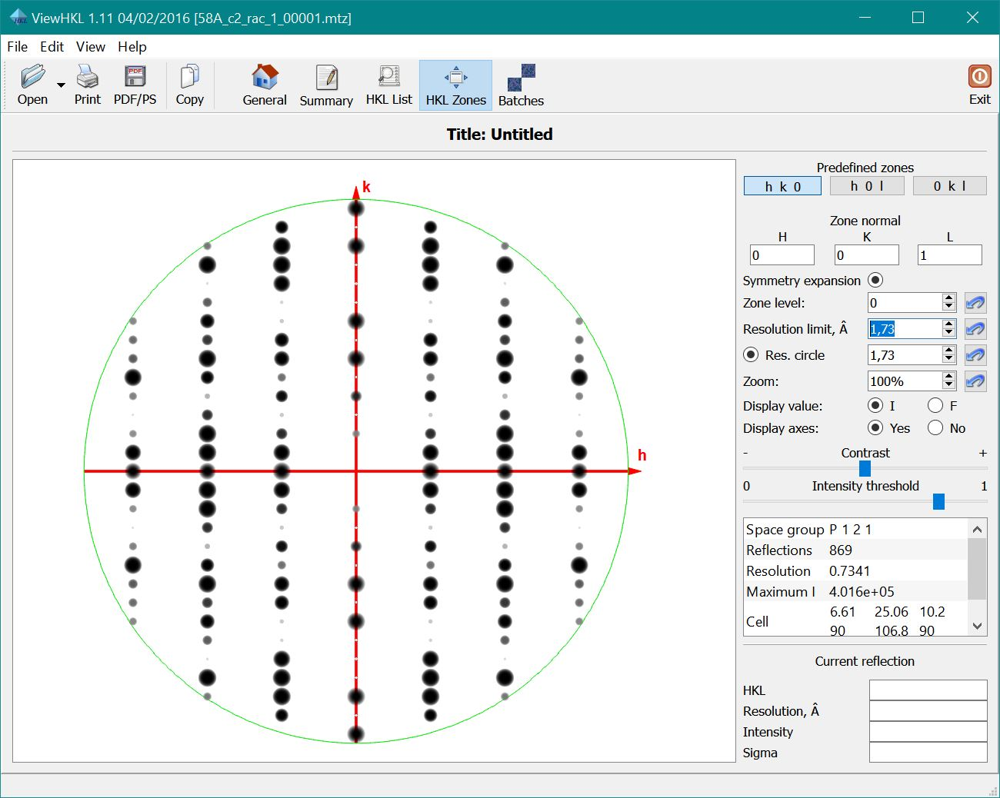 ViewHKL 1.11 04/02/2016 [58A_c2_rac_1_00001.mtz]
File Edit View Help
Open Print PDF/PS Copy General Summary HKL List HKL Zones Batches Exit
Title: Untitled
k
h
Predefined zones
h k 0 h 0 l 0 k l
Zone normal
H K L
0 0 1
Symmetry expansion
Zone level: 0
Resolution limit, Â 1,73
Res. circle 1,73
Zoom: 100%
Display value: I F
Display axes: Yes No
- Contrast +
0 Intensity threshold 1
Space group P 1 2 1
Reflections 869
Resolution 0.7341
Maximum I 4.016e+05
Cell 6.61 25.06 10.2
90 106.8 90
Current reflection
HKL
Resolution, Â
Intensity
Sigma